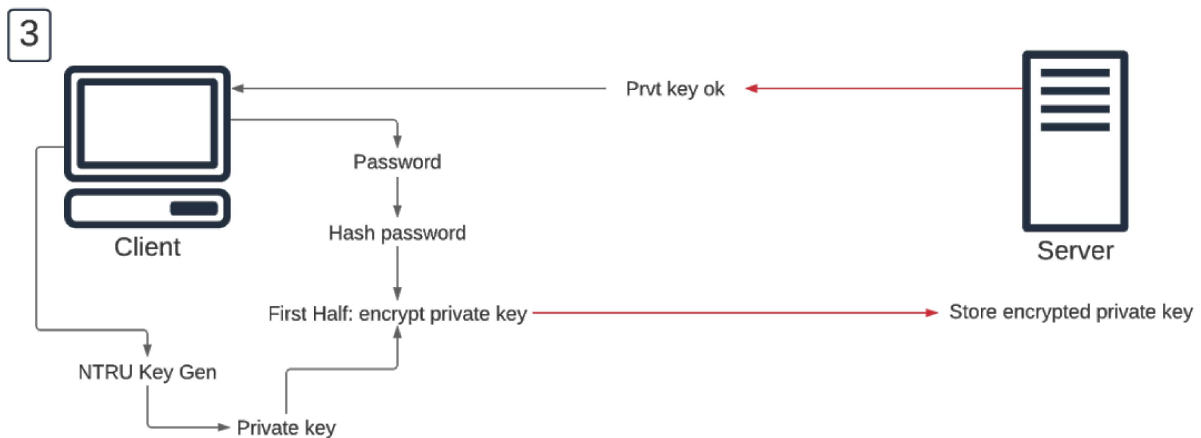 3
Prvt key ok
Password
Hash password
Client
Server
First Half: encrypt private key
Store encrypted private key
NTRU Key Gen
Private key